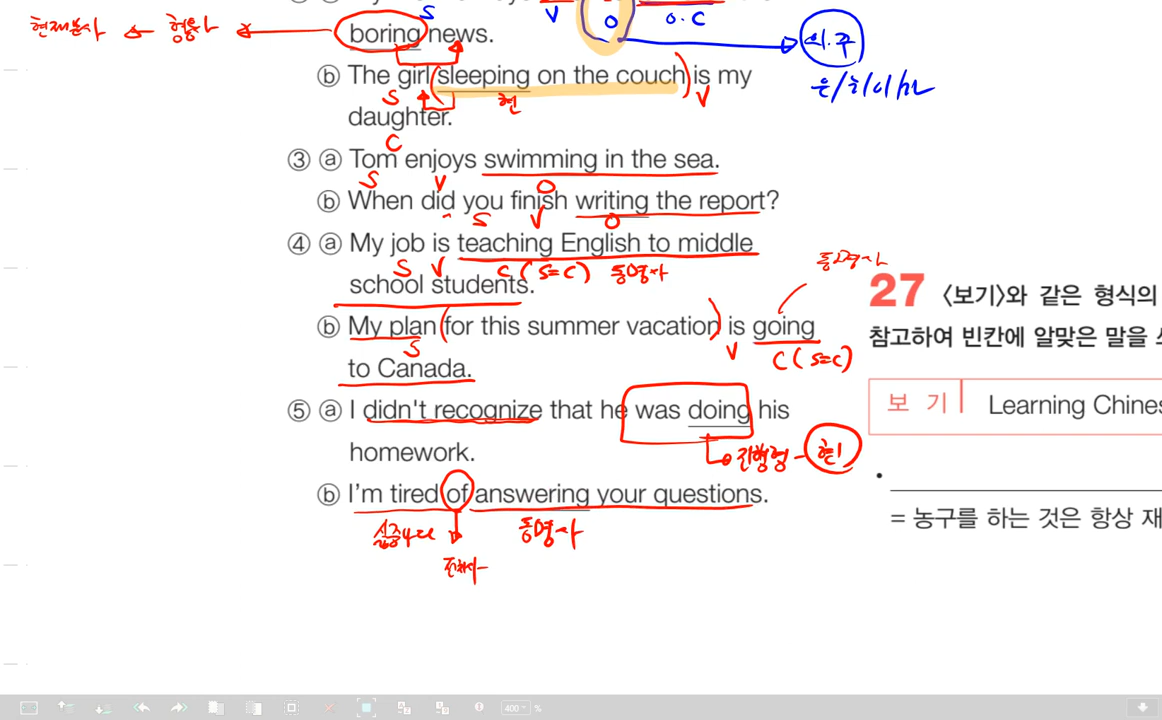 S
V
O
O.C
현재분사 ← 형용사
boring news.
의.주
은/는/이/가
ⓑ The girl (sleeping on the couch) is my
S
현
V
daughter.
C
③ ⓐ Tom enjoys swimming in the sea.
S V O
ⓑ When did you finish writing the report?
S V O
④ ⓐ My job is teaching English to middle
S V C (S=C) 동명사
school students.
동명사
ⓑ My plan (for this summer vacation) is going
S V C (S=C)
to Canada.
⑤ ⓐ I didn't recognize that he was doing his
homework.
진행형 - 현
ⓑ I'm tired of answering your questions.
동명사
전치사
27 〈보기〉와 같은 형식의
참고하여 빈칸에 알맞은 말을
보 기 Learning Chines
•
= 농구를 하는 것은 항상 재
400 %